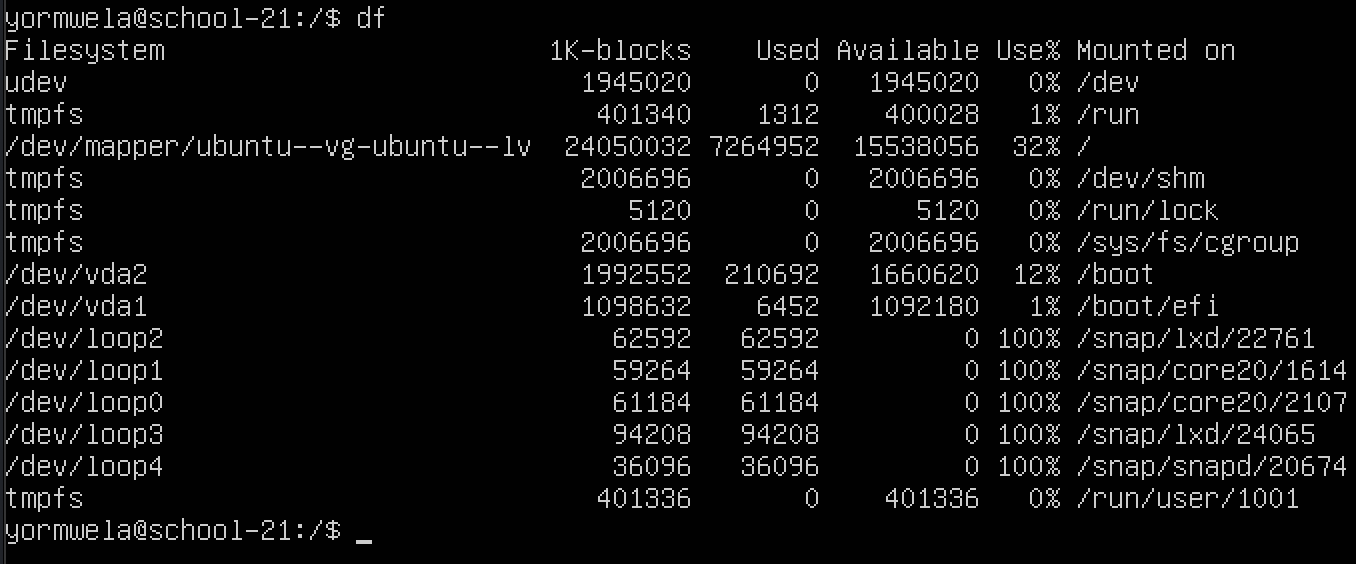 yormwela@school-21:/$ df
Filesystem                        1K-blocks    Used Available Use% Mounted on
udev                                1945020       0   1945020   0% /dev
tmpfs                                401340    1312    400028   1% /run
/dev/mapper/ubuntu--vg-ubuntu--lv  24050032 7264952  15538056  32% /
tmpfs                               2006696       0   2006696   0% /dev/shm
tmpfs                                  5120       0      5120   0% /run/lock
tmpfs                               2006696       0   2006696   0% /sys/fs/cgroup
/dev/vda2                           1992552  210692   1660620  12% /boot
/dev/vda1                           1098632    6452   1092180   1% /boot/efi
/dev/loop2                            62592   62592         0 100% /snap/lxd/22761
/dev/loop1                            59264   59264         0 100% /snap/core20/1614
/dev/loop0                            61184   61184         0 100% /snap/core20/2107
/dev/loop3                            94208   94208         0 100% /snap/lxd/24065
/dev/loop4                            36096   36096         0 100% /snap/snapd/20674
tmpfs                                401336       0    401336   0% /run/user/1001
yormwela@school-21:/$ _